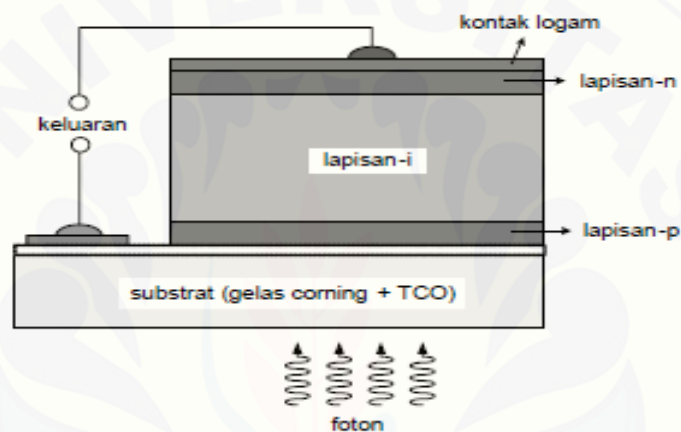 kontak logam
lapisan-n
keluaran
lapisan-i
lapisan-p
substrat (gelas corning + TCO)
foton